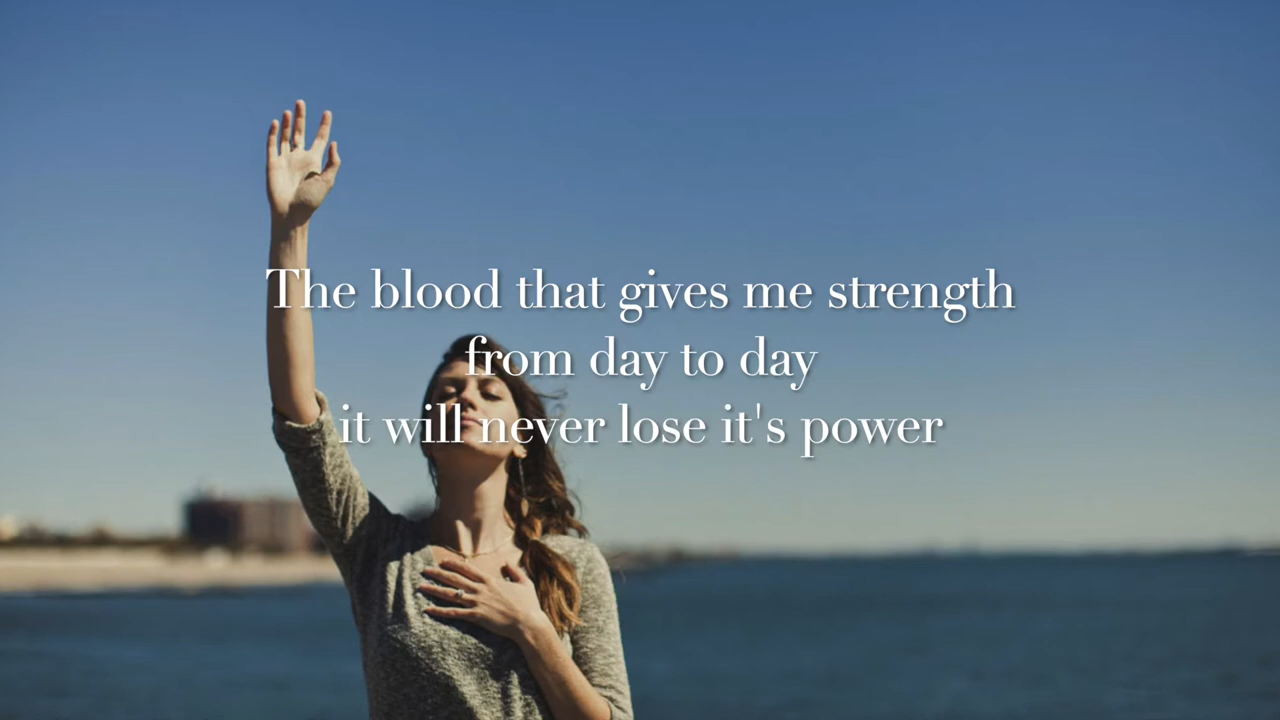 The blood that gives me strength
from day to day
it will never lose it's power